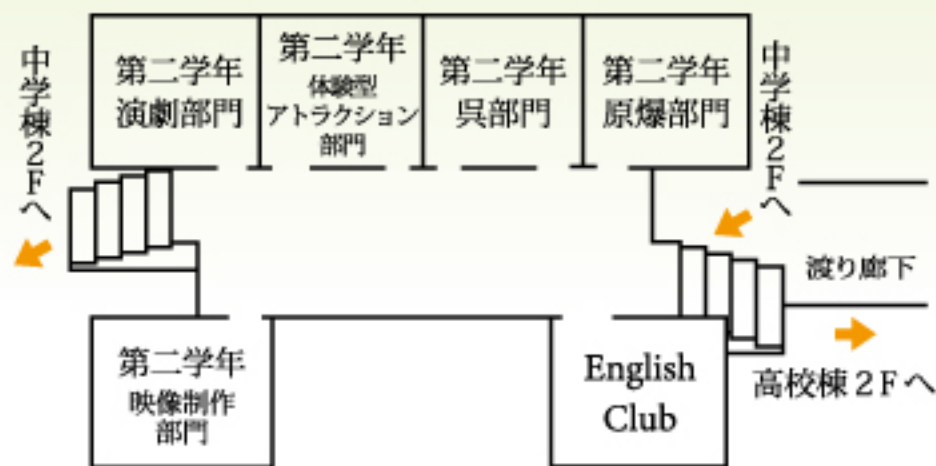 中学棟2Fへ
第二学年
演劇部門
第二学年
体験型
アトラクション
部門
第二学年
呉部門
第二学年
原爆部門
中学棟2Fへ
渡り廊下
高校棟2Fへ
第二学年
映像制作
部門
English
Club